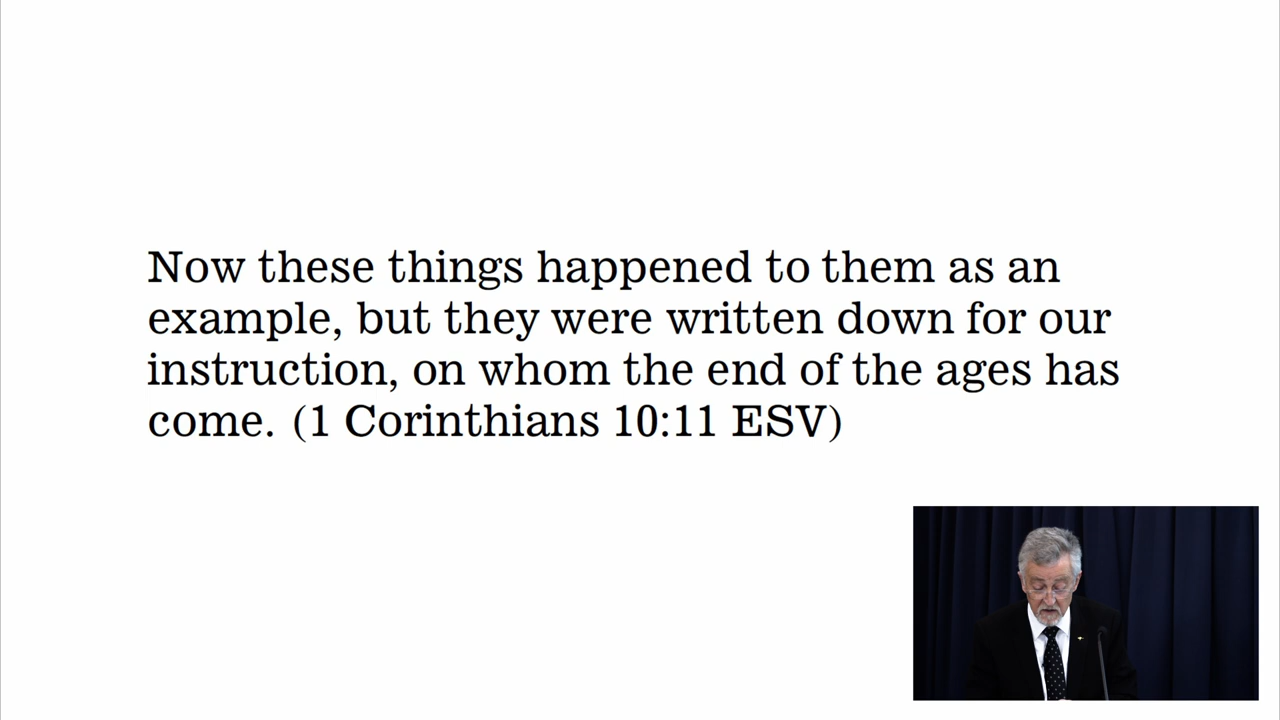 Now these things happened to them as an
example, but they were written down for our
instruction, on whom the end of the ages has
come. (1 Corinthians 10:11 ESV)